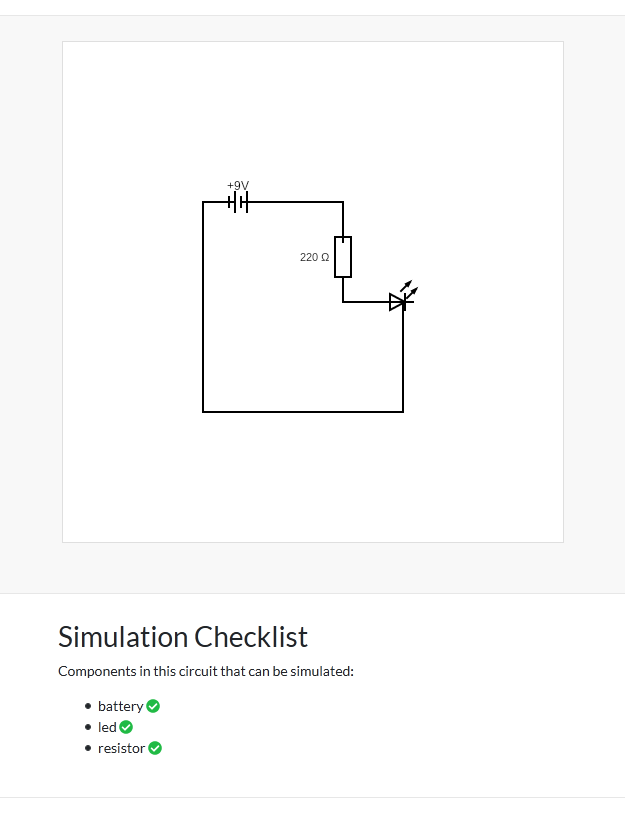 +9V
220 Ω
Simulation Checklist
Components in this circuit that can be simulated:
battery
led
resistor